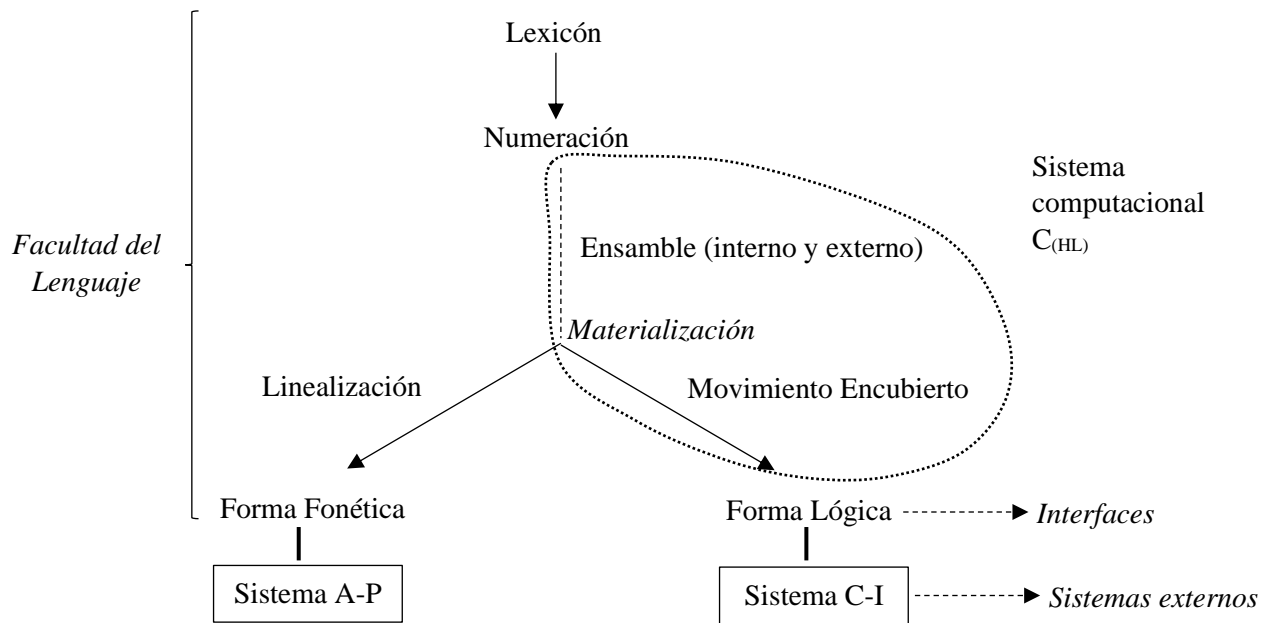 Lexicón
Numeración
Sistema
computacional
C(HL)
Facultad del
Lenguaje
Ensamble (interno y externo)
Materialización
Linealización
Movimiento Encubierto
Forma Fonética
Forma Lógica
Interfaces
Sistema A-P
Sistema C-I
Sistemas externos